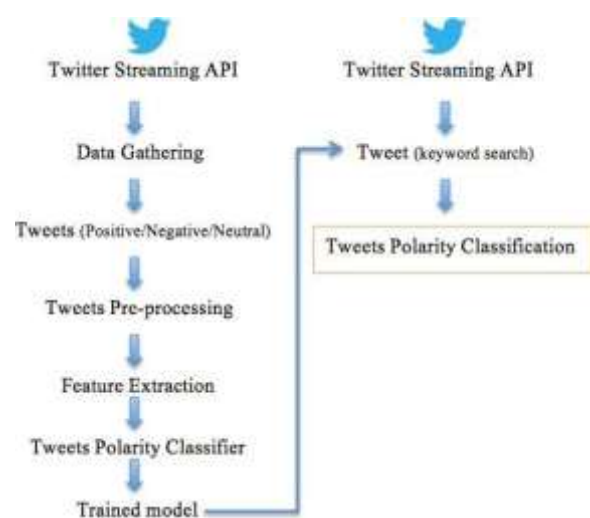 Twitter Streaming API
Data Gathering
Tweets (Positive/Negative/Neutral)
Tweets Pre-processing
Feature Extraction
Tweets Polarity Classifier
Trained model
Twitter Streaming API
Tweet (keyword search)
Tweets Polarity Classification